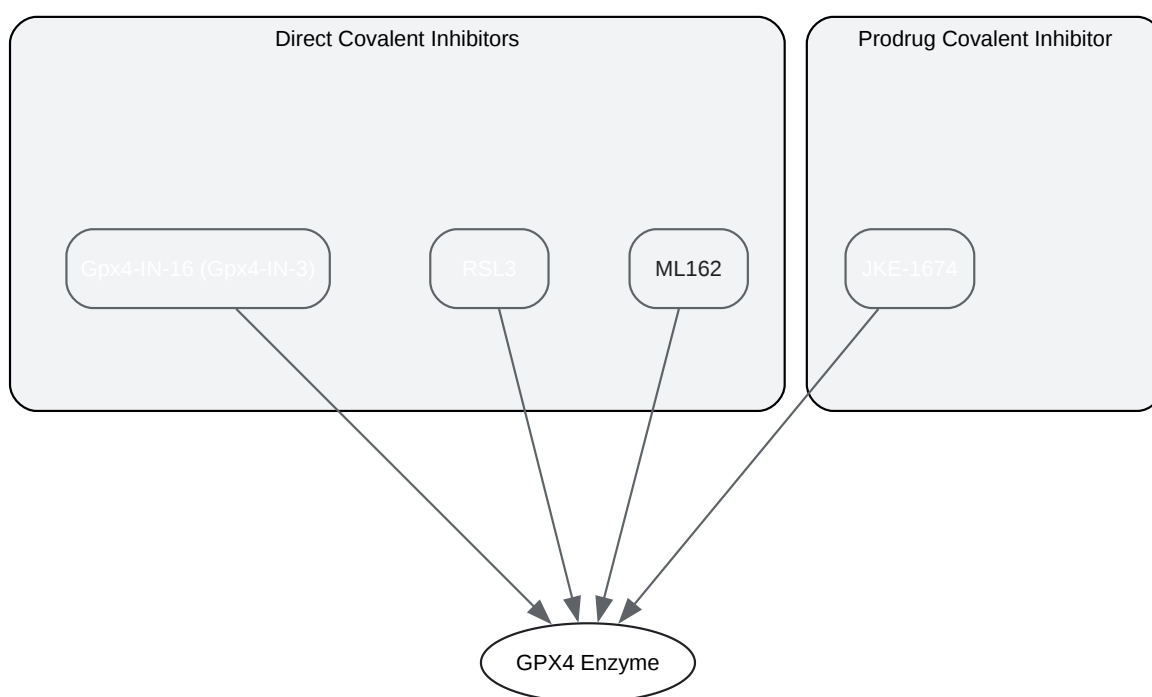 Direct Covalent Inhibitors
Prodrug Covalent Inhibitor
Gpx4-IN-16 (Gpx4-IN-3)
RSL3
ML162
JKE-1674
GPX4 Enzyme